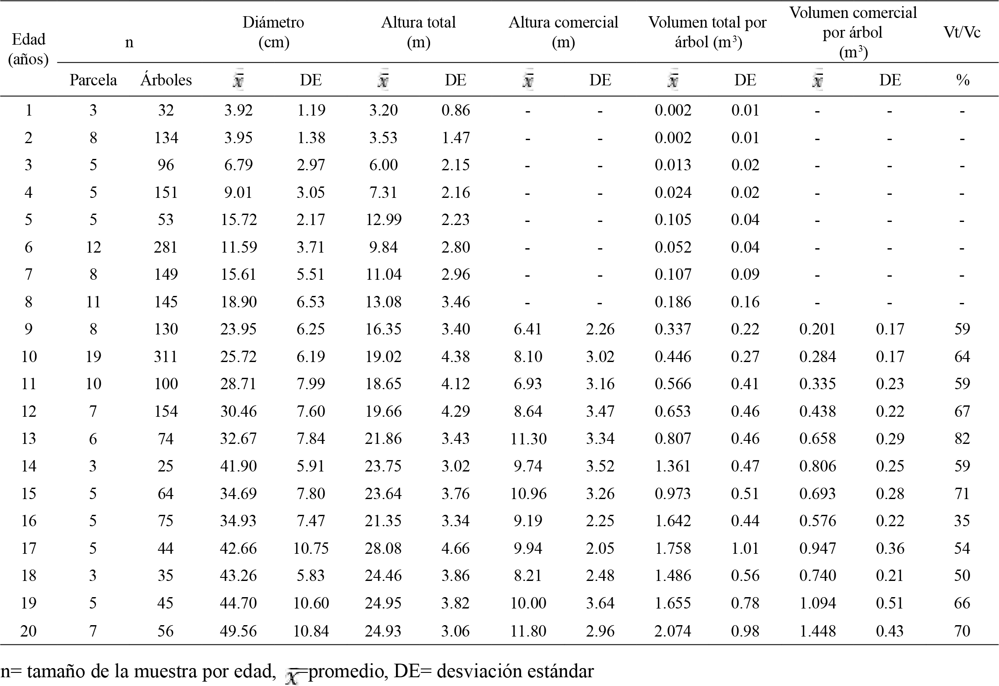 Edad (años) n Diámetro (cm) Altura total (m) Altura comercial (m) Volumen total por árbol (m³) Volumen comercial por árbol (m³) Vt/Vc
Parcela Árboles x̄ DE x̄ DE x̄ DE x̄ DE x̄ DE %
1 3 32 3.92 1.19 3.20 0.86 - - 0.002 0.01 - - -
2 8 134 3.95 1.38 3.53 1.47 - - 0.002 0.01 - - -
3 5 96 6.79 2.97 6.00 2.15 - - 0.013 0.02 - - -
4 5 151 9.01 3.05 7.31 2.16 - - 0.024 0.02 - - -
5 5 53 15.72 2.17 12.99 2.23 - - 0.105 0.04 - - -
6 12 281 11.59 3.71 9.84 2.80 - - 0.052 0.04 - - -
7 8 149 15.61 5.51 11.04 2.96 - - 0.107 0.09 - - -
8 11 145 18.90 6.53 13.08 3.46 - - 0.186 0.16 - - -
9 8 130 23.95 6.25 16.35 3.40 6.41 2.26 0.337 0.22 0.201 0.17 59
10 19 311 25.72 6.19 19.02 4.38 8.10 3.02 0.446 0.27 0.284 0.17 64
11 10 100 28.71 7.99 18.65 4.12 6.93 3.16 0.566 0.41 0.335 0.23 59
12 7 154 30.46 7.60 19.66 4.29 8.64 3.47 0.653 0.46 0.438 0.22 67
13 6 74 32.67 7.84 21.86 3.43 11.30 3.34 0.807 0.46 0.658 0.29 82
14 3 25 41.90 5.91 23.75 3.02 9.74 3.52 1.361 0.47 0.806 0.25 59
15 5 64 34.69 7.80 23.64 3.76 10.96 3.26 0.973 0.51 0.693 0.28 71
16 5 75 34.93 7.47 21.35 3.34 9.19 2.25 1.642 0.44 0.576 0.22 35
17 5 44 42.66 10.75 28.08 4.66 9.94 2.05 1.758 1.01 0.947 0.36 54
18 3 35 43.26 5.83 24.46 3.86 8.21 2.48 1.486 0.56 0.740 0.21 50
19 5 45 44.70 10.60 24.95 3.82 10.00 3.64 1.655 0.78 1.094 0.51 66
20 7 56 49.56 10.84 24.93 3.06 11.80 2.96 2.074 0.98 1.448 0.43 70
n= tamaño de la muestra por edad, x̄=promedio, DE= desviación estándar